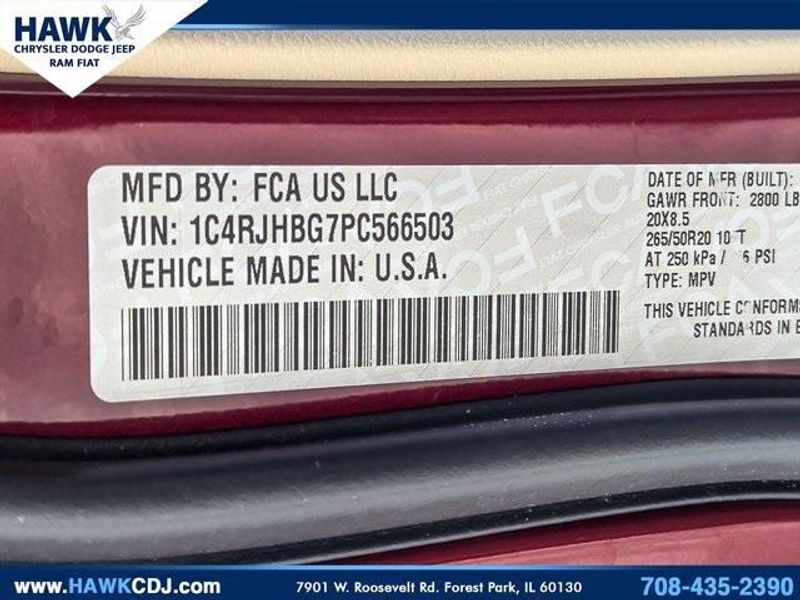 HAWK
CHRYSLER DODGE JEEP
RAM FIAT
MFD BY: FCA US LLC
VIN: 1C4RJHBG7PC566503
VEHICLE MADE IN: U.S.A.
DATE OF MFR (BUILT):
GAWR FRONT: 2800 LB
20X8.5
265/50R20
AT 250 kPa / PSI
TYPE: MPV
THIS VEHICLE CONFORM
STANDARDS IN
www.HAWKCDJ.com
7901 W. Roosevelt Rd. Forest Park, IL 60130
708-435-2390